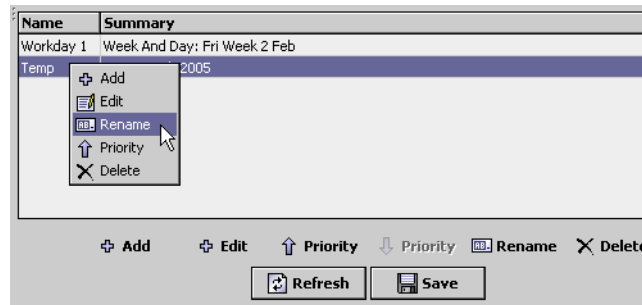 Name Summary
Workday 1 Week And Day: Fri Week 2 Feb
Temp 2005
Add
Edit
Rename
Priority
Delete
Add Edit Priority Priority Rename Delete
Refresh Save